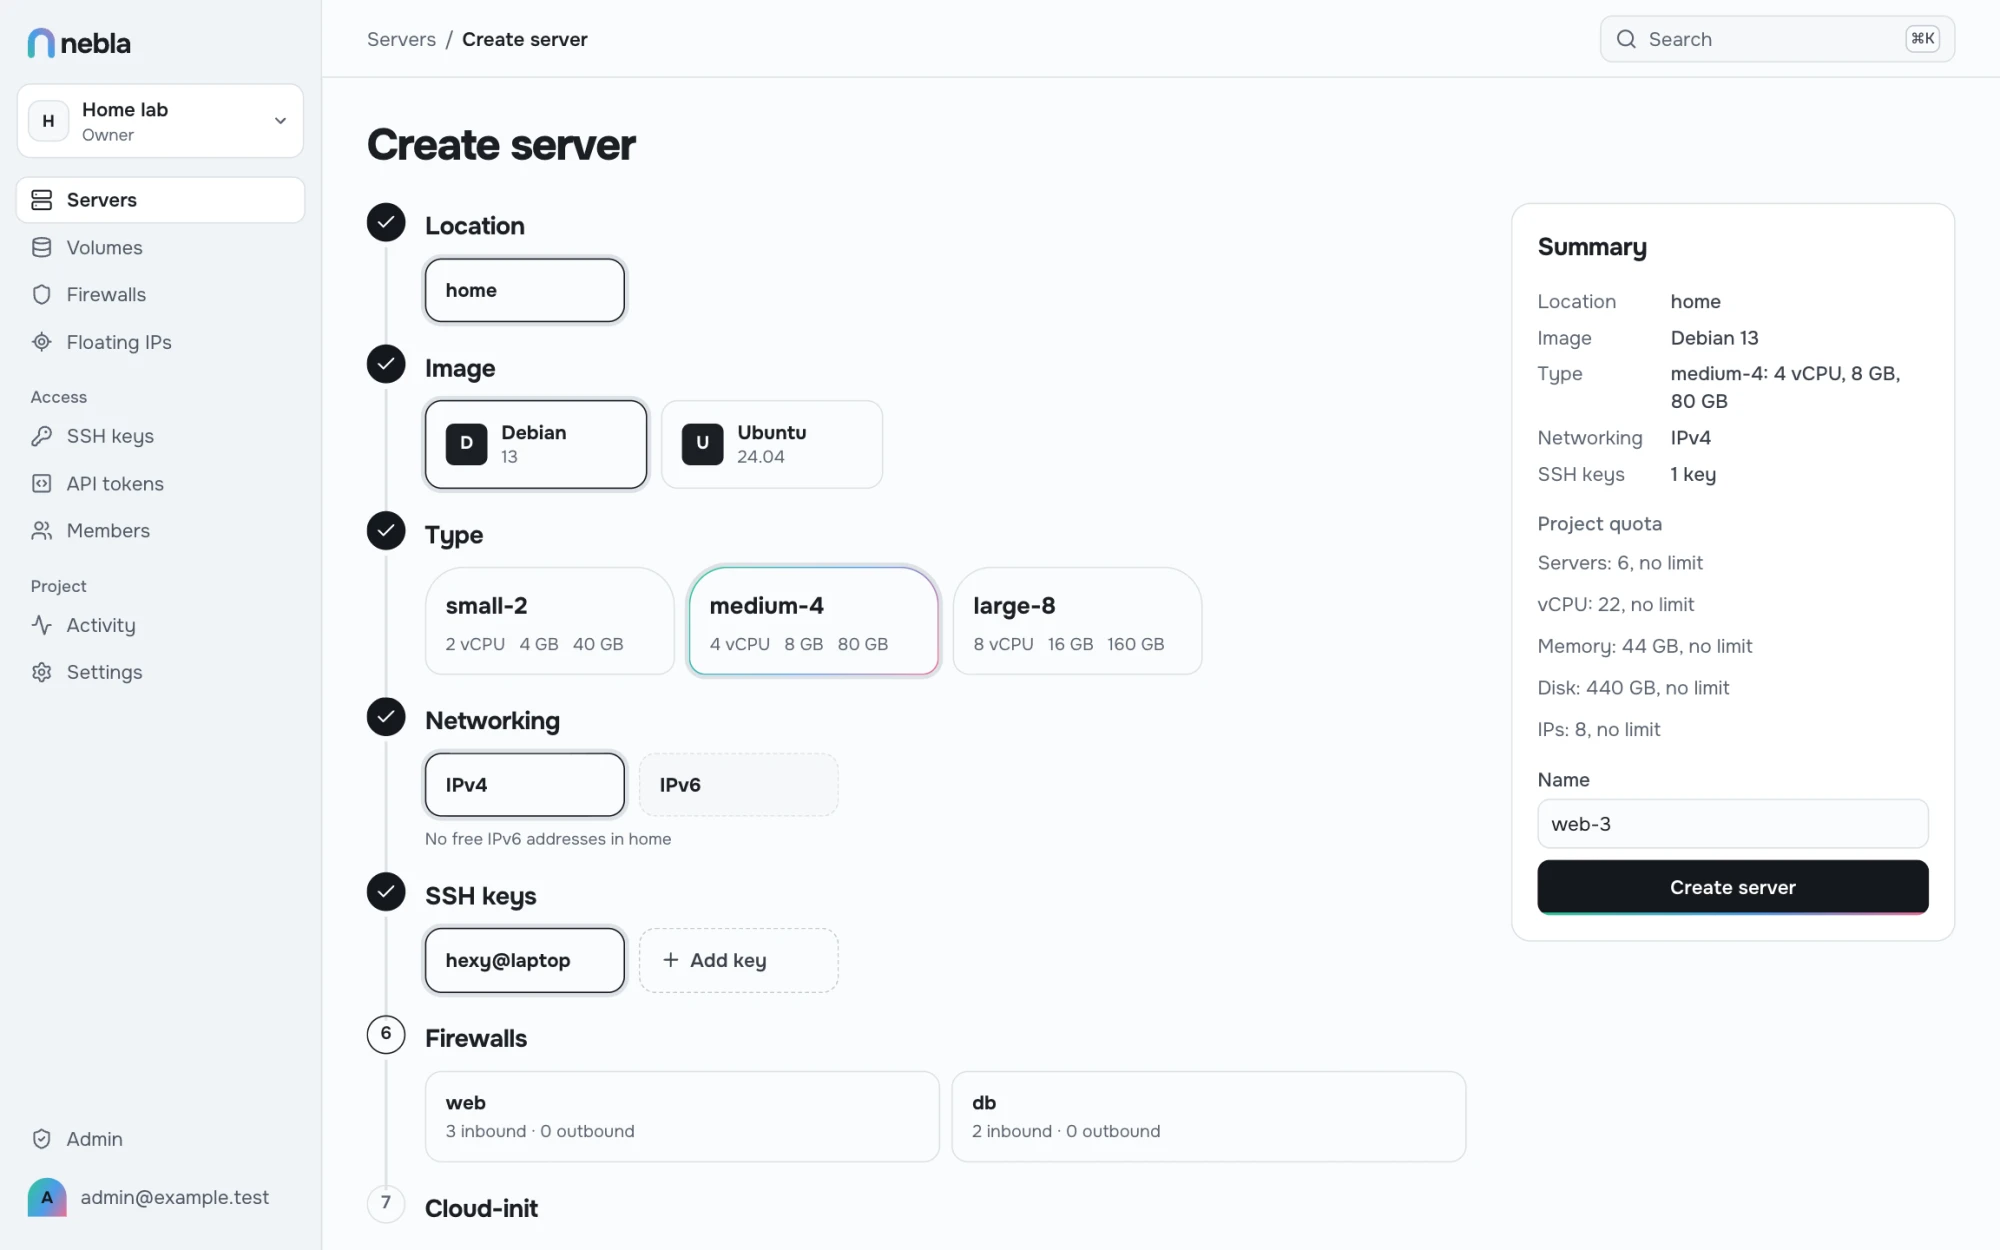 nebla
H
Home lab
Owner
Servers
Volumes
Firewalls
Floating IPs
Access
SSH keys
API tokens
Members
Project
Activity
Settings
Admin
A
admin@example.test
Servers / Create server
Search
⌘K
Create server
Location
home
Image
D
Debian
13
U
Ubuntu
24.04
Type
small-2
2 vCPU 4 GB 40 GB
medium-4
4 vCPU 8 GB 80 GB
large-8
8 vCPU 16 GB 160 GB
Networking
IPv4
IPv6
No free IPv6 addresses in home
SSH keys
hexy@laptop
+ Add key
6
Firewalls
web
3 inbound · 0 outbound
db
2 inbound · 0 outbound
7
Cloud-init
Summary
Location home
Image Debian 13
Type medium-4: 4 vCPU, 8 GB,
80 GB
Networking IPv4
SSH keys 1 key
Project quota
Servers: 6, no limit
vCPU: 22, no limit
Memory: 44 GB, no limit
Disk: 440 GB, no limit
IPs: 8, no limit
Name
web-3
Create server